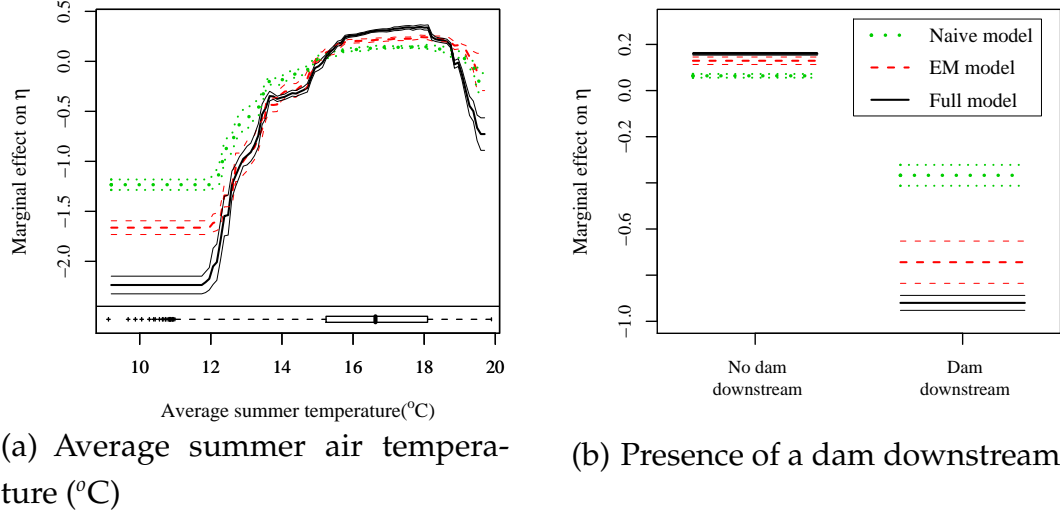 Marginal effect on η
0.5
0.0
−0.5
−1.0
−1.5
−2.0
10
12
14
16
18
20
Average summer temperature(°C)
(a) Average summer air tempera-
ture (°C)
Marginal effect on η
0.2
0.0
−0.2
−0.6
−1.0
Naive model
EM model
Full model
No dam
downstream
Dam
downstream
(b) Presence of a dam downstream